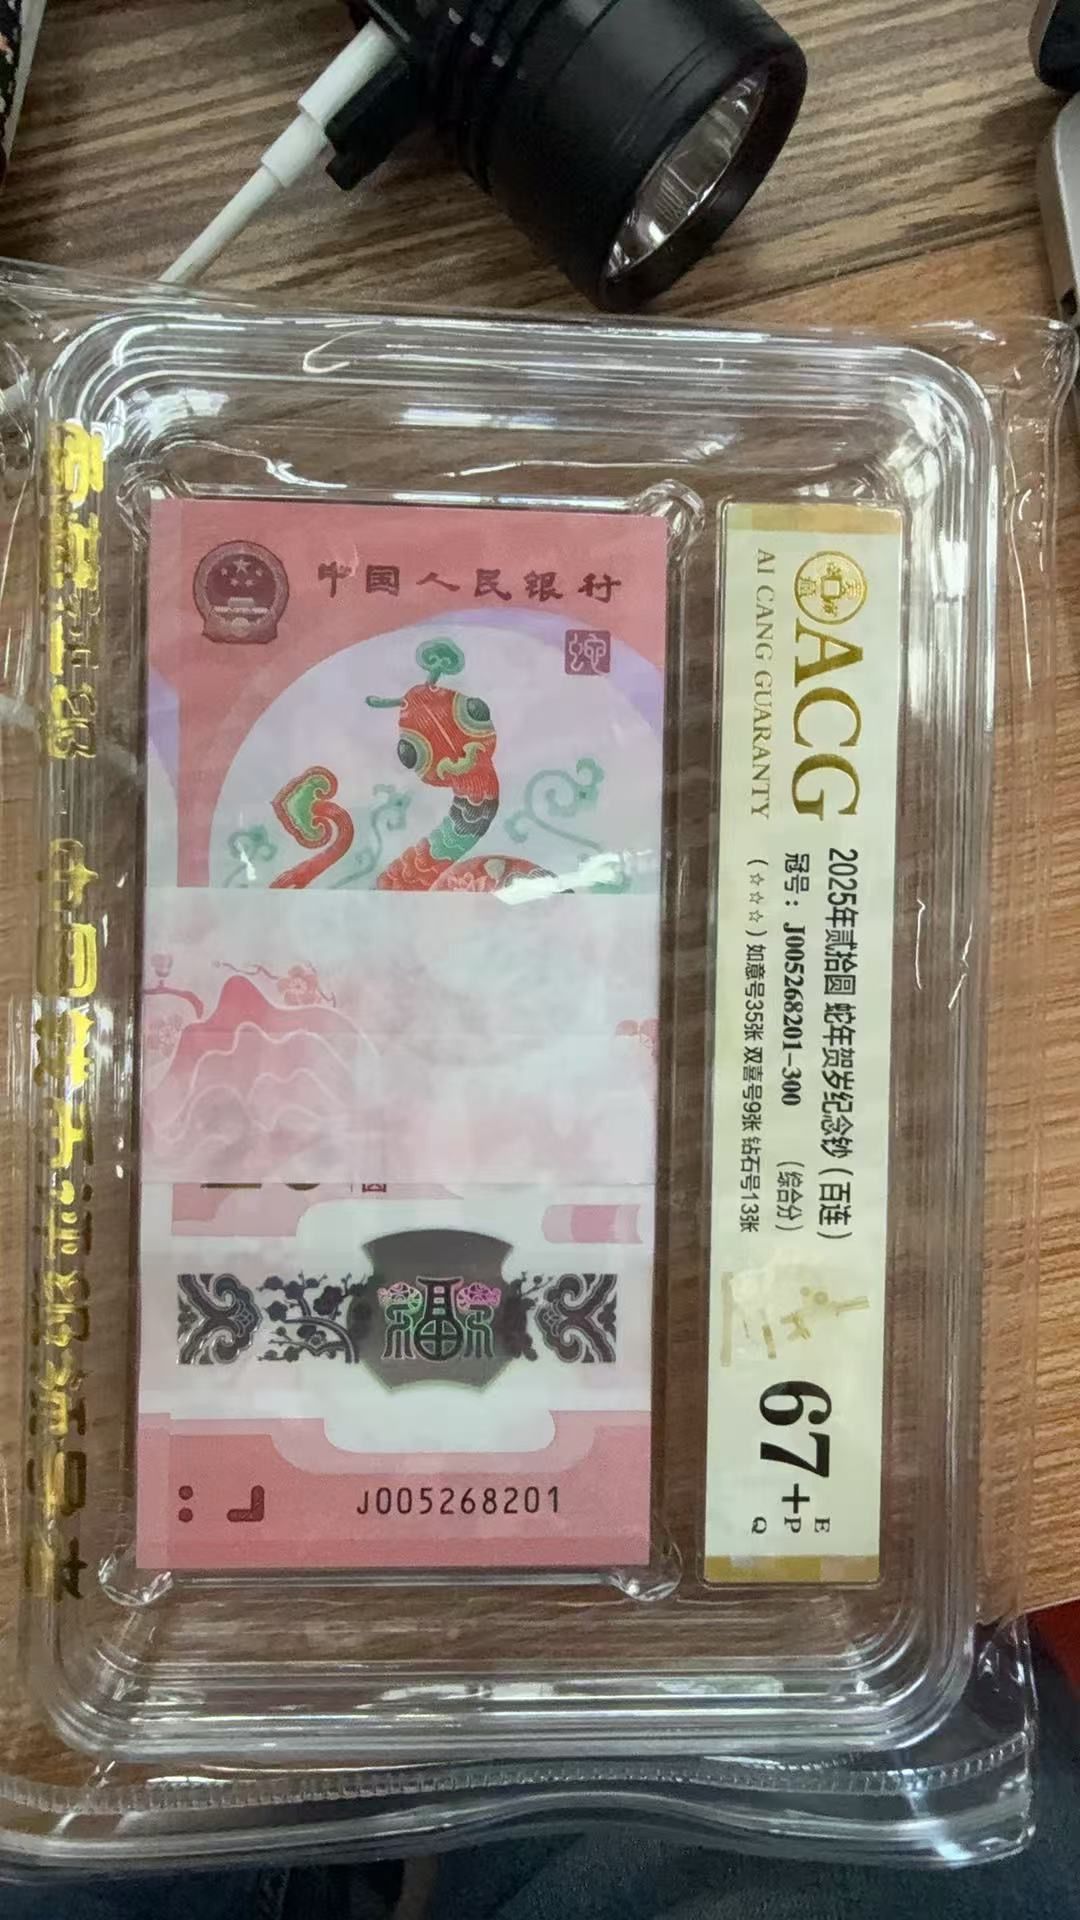 中国人民银行
蛇
福
J005268201
ACG
AI CANG GUARANTY
2025年贰拾圆 蛇年贺岁纪念钞（百连）
冠号：J005268201-300 （综合分）
（☆☆☆）如意号35张 双喜号9张 钻石号13张
67+
E
P
Q